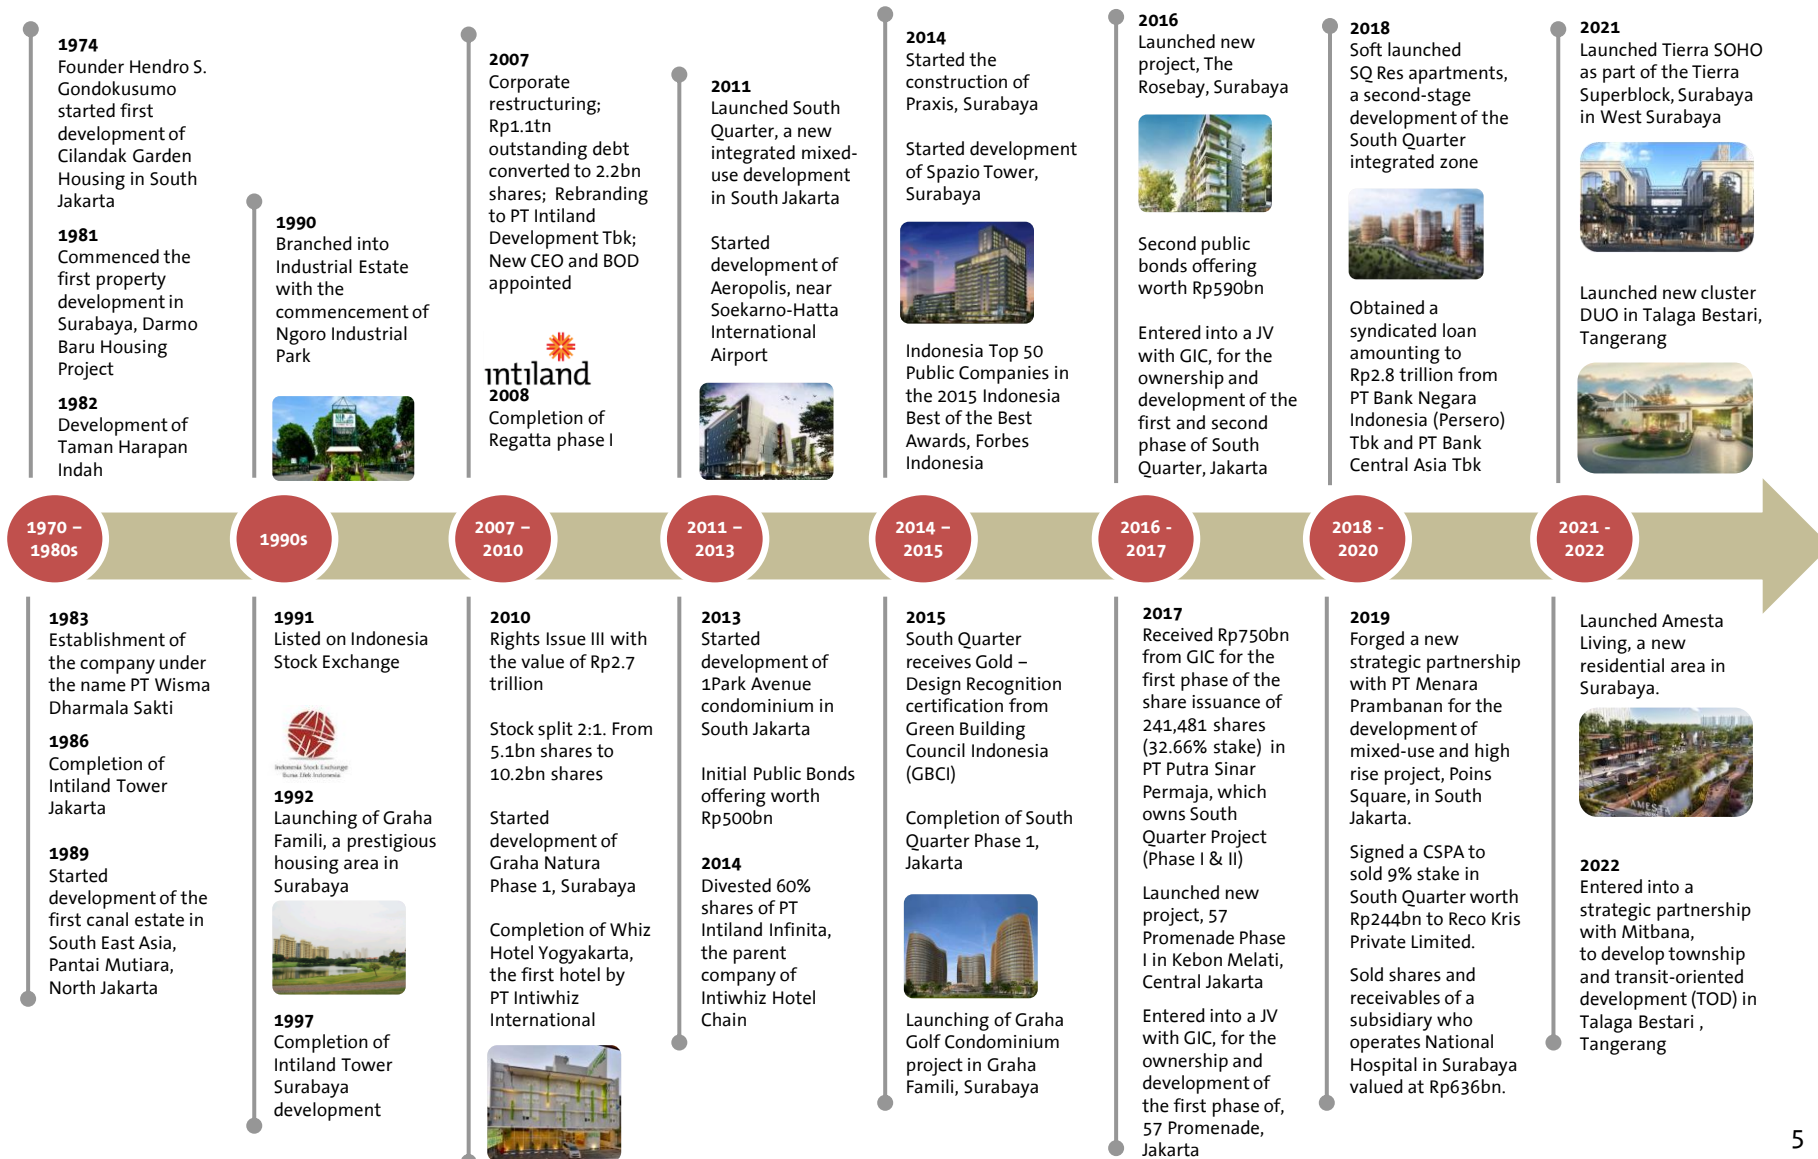 1974
Founder Hendro S.
Gondokusumo
started first
development of
Cilandak Garden
Housing in South
Jakarta
1981
Commenced the
first property
development in
Surabaya, Darmo
Baru Housing
Project
1982
Development of
Taman Harapan
Indah
1990
Branched into
Industrial Estate
with the
commencement of
Ngoro Industrial
Park
2007
Corporate
restructuring;
Rp1.1tn
outstanding debt
converted to 2.2bn
shares; Rebranding
to PT Intiland
Development Tbk;
New CEO and BOD
appointed
intiland
2008
Completion of
Regatta phase I
2011
Launched South
Quarter, a new
integrated mixed-
use development
in South Jakarta
Started
development of
Aeropolis, near
Soekarno-Hatta
International
Airport
2014
Started the
construction of
Praxis, Surabaya
Started development
of Spazio Tower,
Surabaya
Indonesia Top 50
Public Companies in
the 2015 Indonesia
Best of the Best
Awards, Forbes
Indonesia
2016
Launched new
project, The
Rosebay, Surabaya
Second public
bonds offering
worth Rp590bn
Entered into a JV
with GIC, for the
ownership and
development of the
first and second
phase of South
Quarter, Jakarta
2018
Soft launched
SQ Res apartments,
a second-stage
development of the
South Quarter
integrated zone
Obtained a
syndicated loan
amounting to
Rp2.8 trillion from
PT Bank Negara
Indonesia (Persero)
Tbk and PT Bank
Central Asia Tbk
2021
Launched Tierra SOHO
as part of the Tierra
Superblock, Surabaya
in West Surabaya
Launched new cluster
DUO in Talaga Bestari,
Tangerang
1970 –
1980s
1990s
2007 –
2010
2011 –
2013
2014 –
2015
2016 -
2017
2018 -
2020
2021 -
2022
1983
Establishment of
the company under
the name PT Wisma
Dharmala Sakti
1986
Completion of
Intiland Tower
Jakarta
1989
Started
development of the
first canal estate in
South East Asia,
Pantai Mutiara,
North Jakarta
1991
Listed on Indonesia
Stock Exchange
Indonesia Stock Exchange
Bursa Efek Indonesia
1992
Launching of Graha
Famili, a prestigious
housing area in
Surabaya
1997
Completion of
Intiland Tower
Surabaya
development
2010
Rights Issue III with
the value of Rp2.7
trillion
Stock split 2:1. From
5.1bn shares to
10.2bn shares
Started
development of
Graha Natura
Phase 1, Surabaya
Completion of Whiz
Hotel Yogyakarta,
the first hotel by
PT Intiwhiz
International
2013
Started
development of
1Park Avenue
condominium in
South Jakarta
Initial Public Bonds
offering worth
Rp500bn
2014
Divested 60%
shares of PT
Intiland Infinita,
the parent
company of
Intiwhiz Hotel
Chain
2015
South Quarter
receives Gold –
Design Recognition
certification from
Green Building
Council Indonesia
(GBCI)
Completion of South
Quarter Phase 1,
Jakarta
Launching of Graha
Golf Condominium
project in Graha
Famili, Surabaya
2017
Received Rp750bn
from GIC for the
first phase of the
share issuance of
241,481 shares
(32.66% stake) in
PT Putra Sinar
Permaja, which
owns South
Quarter Project
(Phase I & II)
Launched new
project, 57
Promenade Phase
I in Kebon Melati,
Central Jakarta
Entered into a JV
with GIC, for the
ownership and
development of
the first phase of,
57 Promenade,
Jakarta
2019
Forged a new
strategic partnership
with PT Menara
Prambanan for the
development of
mixed-use and high
rise project, Poins
Square, in South
Jakarta.
Signed a CSPA to
sold 9% stake in
South Quarter worth
Rp244bn to Reco Kris
Private Limited.
Sold shares and
receivables of a
subsidiary who
operates National
Hospital in Surabaya
valued at Rp636bn.
Launched Amesta
Living, a new
residential area in
Surabaya.
AMESTA
2022
Entered into a
strategic partnership
with Mitbana,
to develop township
and transit-oriented
development (TOD) in
Talaga Bestari ,
Tangerang
5